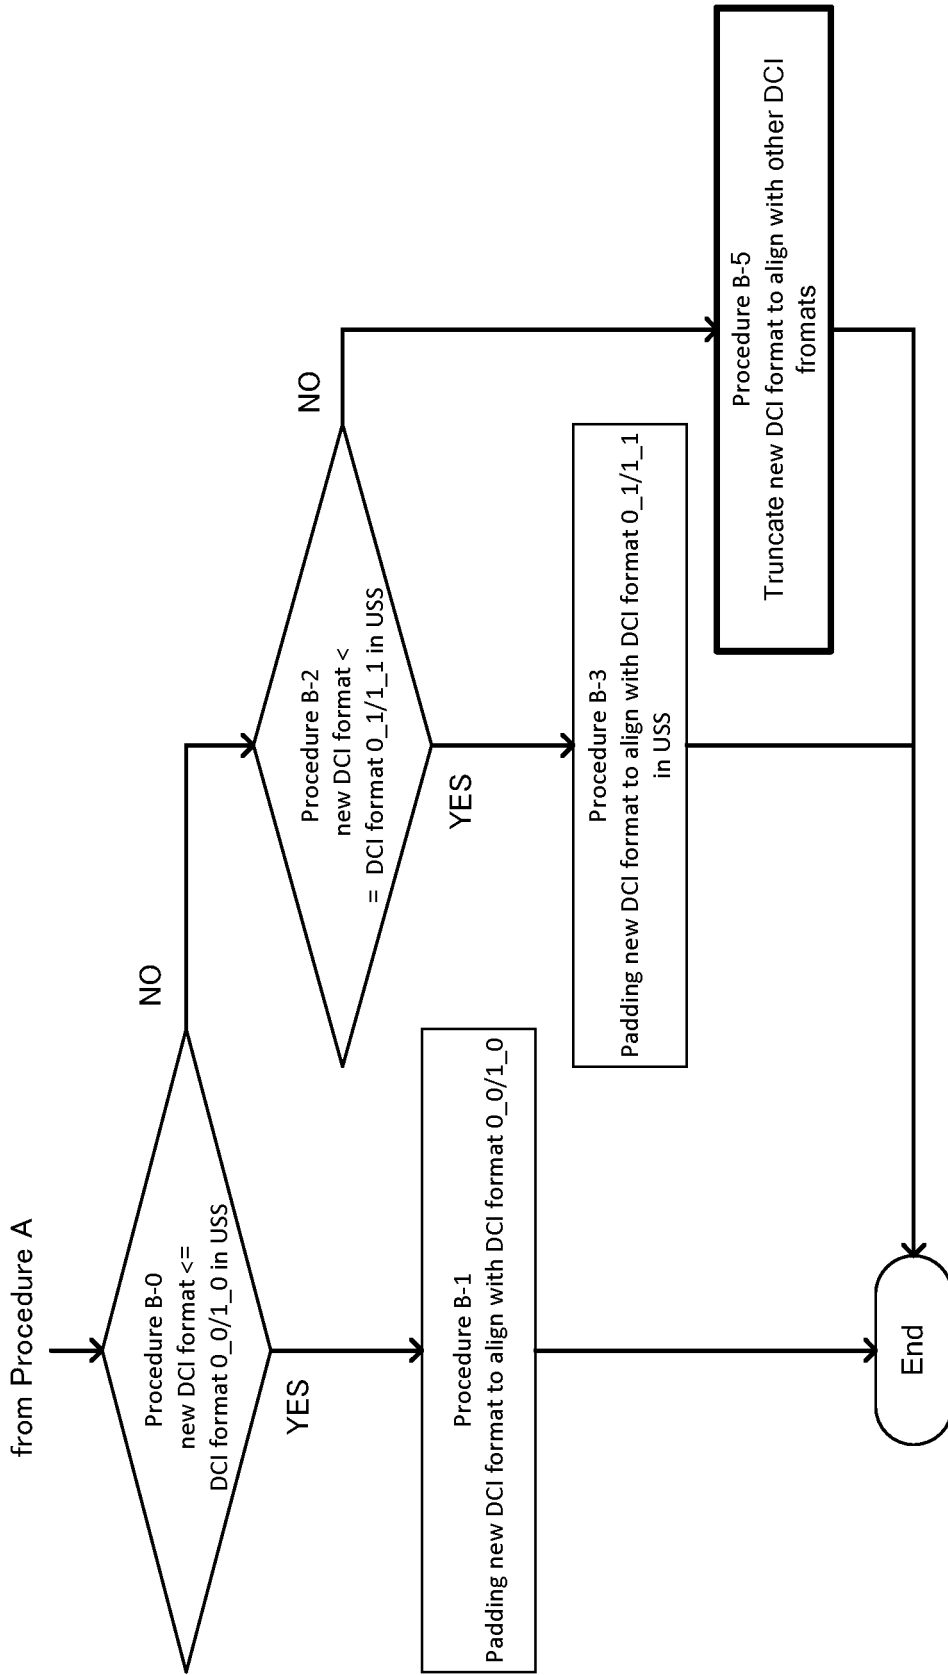 from Procedure A
Procedure B-0
new DCI format <=
DCI format 0_0/1_0 in USS
NO
YES
Procedure B-1
Padding new DCI format to align with DCI format 0_0/1_0
Procedure B-2
new DCI format <
= DCI format 0_1/1_1 in USS
NO
YES
Procedure B-3
Padding new DCI format to align with DCI format 0_1/1_1
in USS
Procedure B-5
Truncate new DCI format to align with other DCI
fromats
End